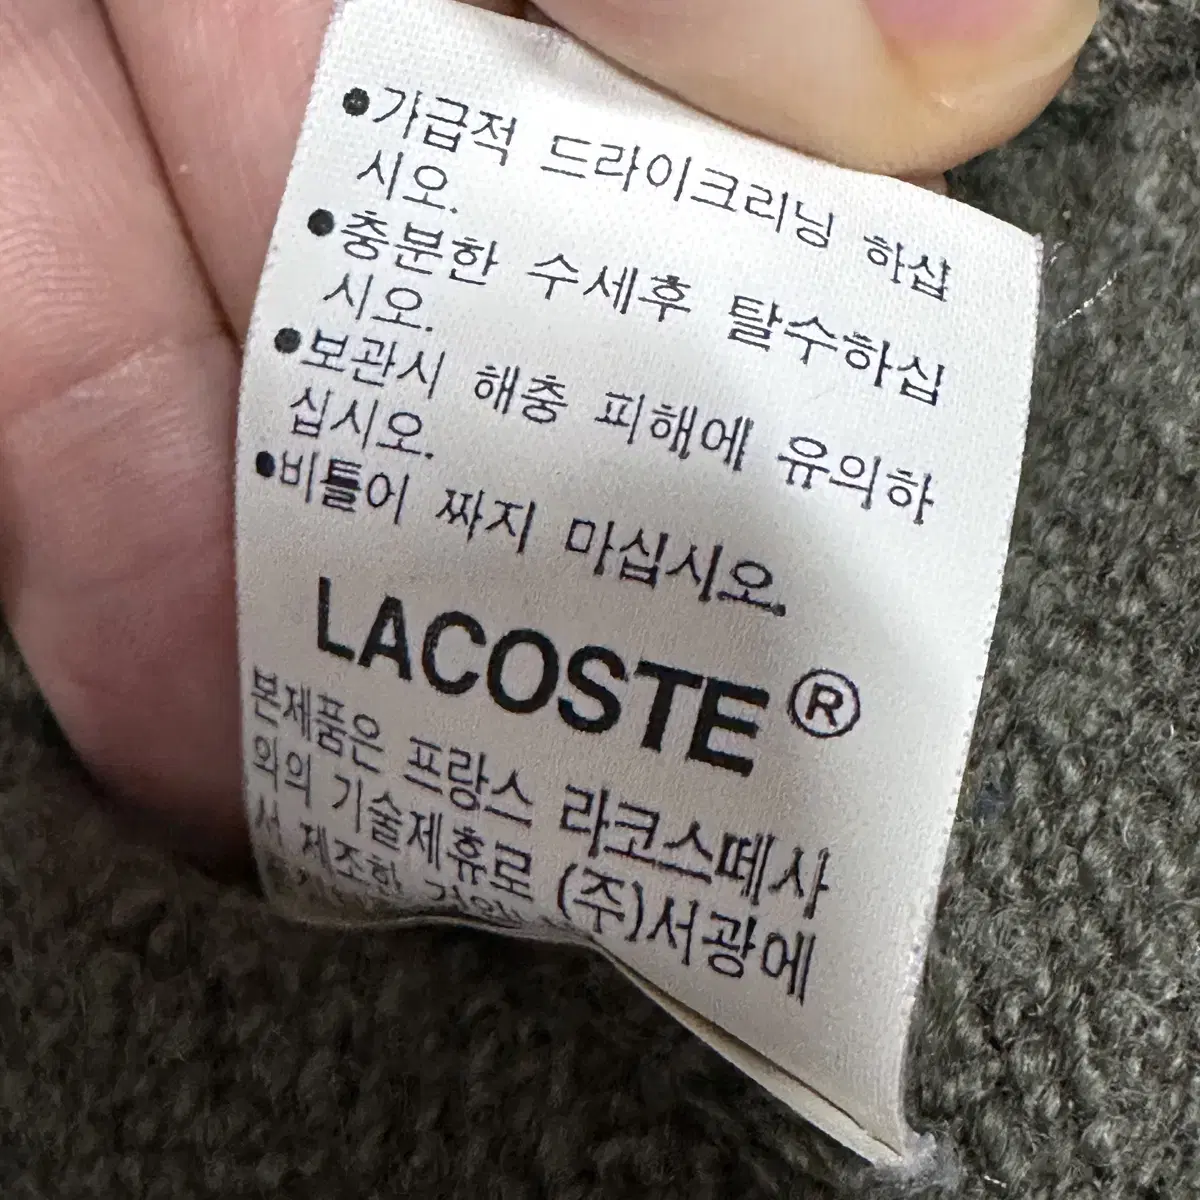 ●가급적 드라이크리닝 하십
시오.
●충분한 수세후 탈수하십
시오.
●보관시 해충 피해에 유의하
십시오.
●비틀어 짜지 마십시오.
LACOSTE®
본제품은 프랑스 라코스떼사
와의 기술제휴로 (주)서광에
서 제조한